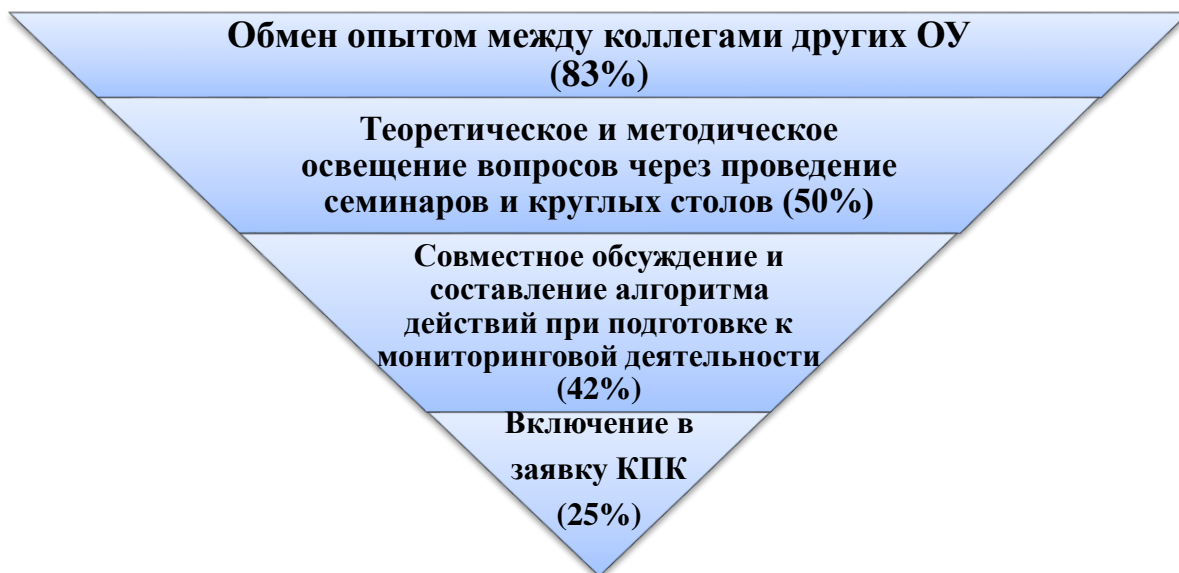 Обмен опытом между коллегами других ОУ
(83%)
Теоретическое и методическое
освещение вопросов через проведение
семинаров и круглых столов (50%)
Совместное обсуждение и
составление алгоритма
действий при подготовке к
мониторинговой деятельности
(42%)
Включение в
заявку КПК
(25%)